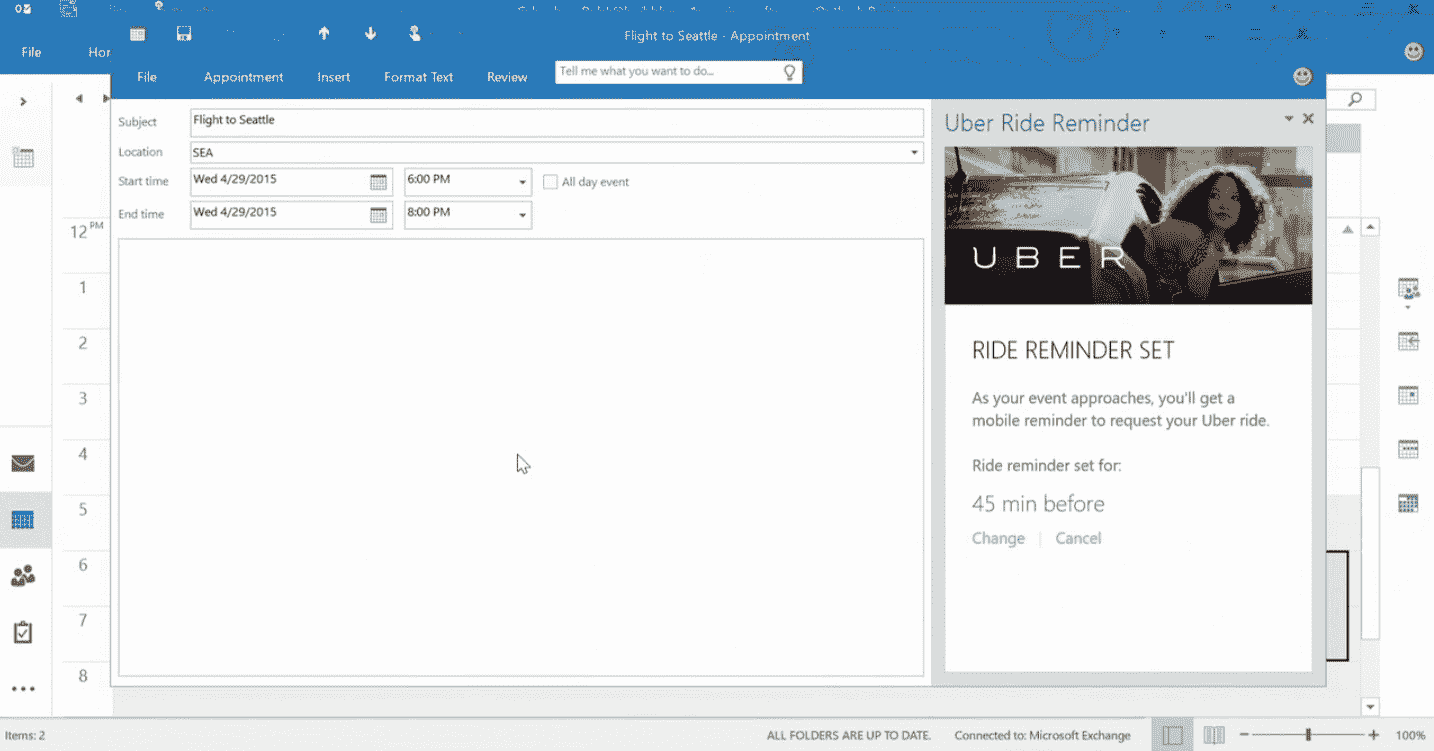 Flight to Seattle - Appointment
File
Hor
File
Appointment
Insert
Format Text
Review
Tell me what you want to do...
Subject
Flight to Seattle
Location
SEA
Start time
Wed 4/29/2015
6:00 PM
All day event
End time
Wed 4/29/2015
8:00 PM
12 PM
1
2
3
4
5
6
7
8
Uber Ride Reminder
UBER
RIDE REMINDER SET
As your event approaches, you'll get a
mobile reminder to request your Uber ride.
Ride reminder set for:
45 min before
Change | Cancel
Items: 2
ALL FOLDERS ARE UP TO DATE.
Connected to: Microsoft Exchange
100%